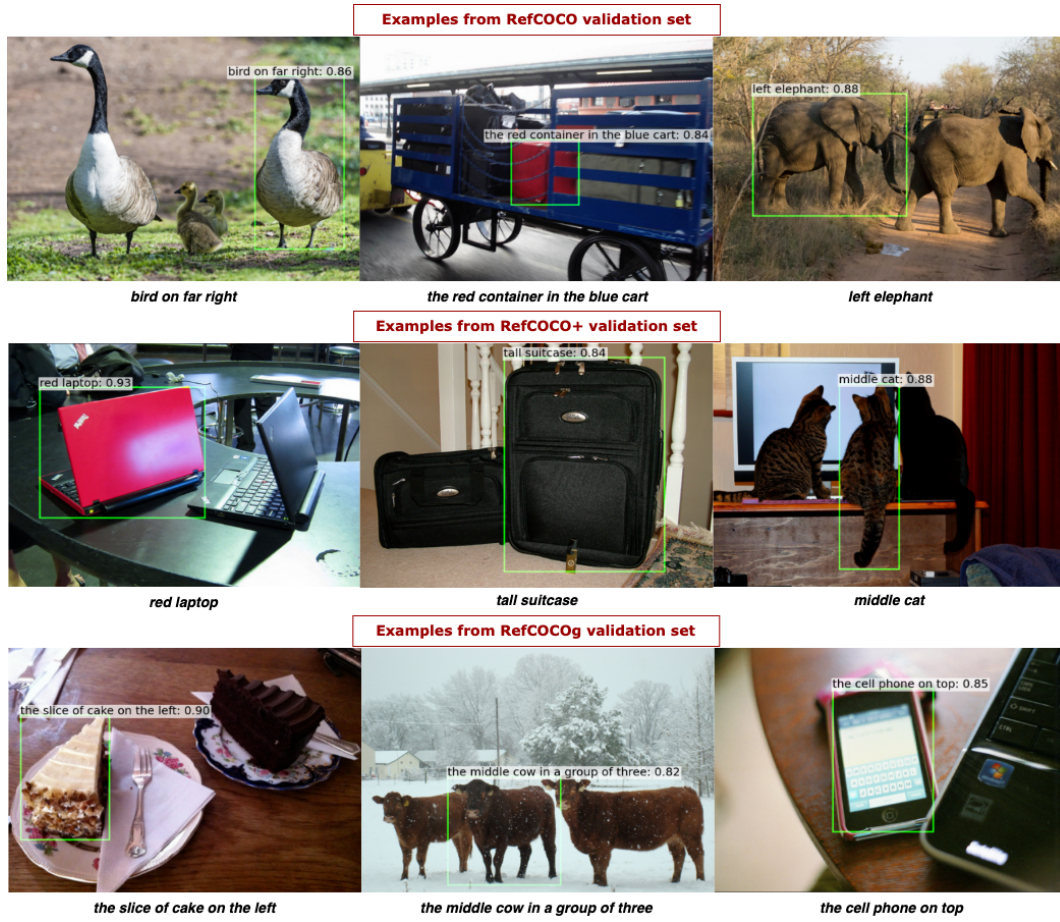 Examples from RefCOCO validation set
bird on far right: 0.86
the red container in the blue cart: 0.84
left elephant: 0.88
bird on far right
the red container in the blue cart
left elephant
Examples from RefCOCO+ validation set
red laptop: 0.93
tall suitcase: 0.84
middle cat: 0.88
red laptop
tall suitcase
middle cat
Examples from RefCOCOg validation set
the slice of cake on the left: 0.90
the middle cow in a group of three: 0.82
the cell phone on top: 0.85
SHIFT
CTRL
the slice of cake on the left
the middle cow in a group of three
the cell phone on top